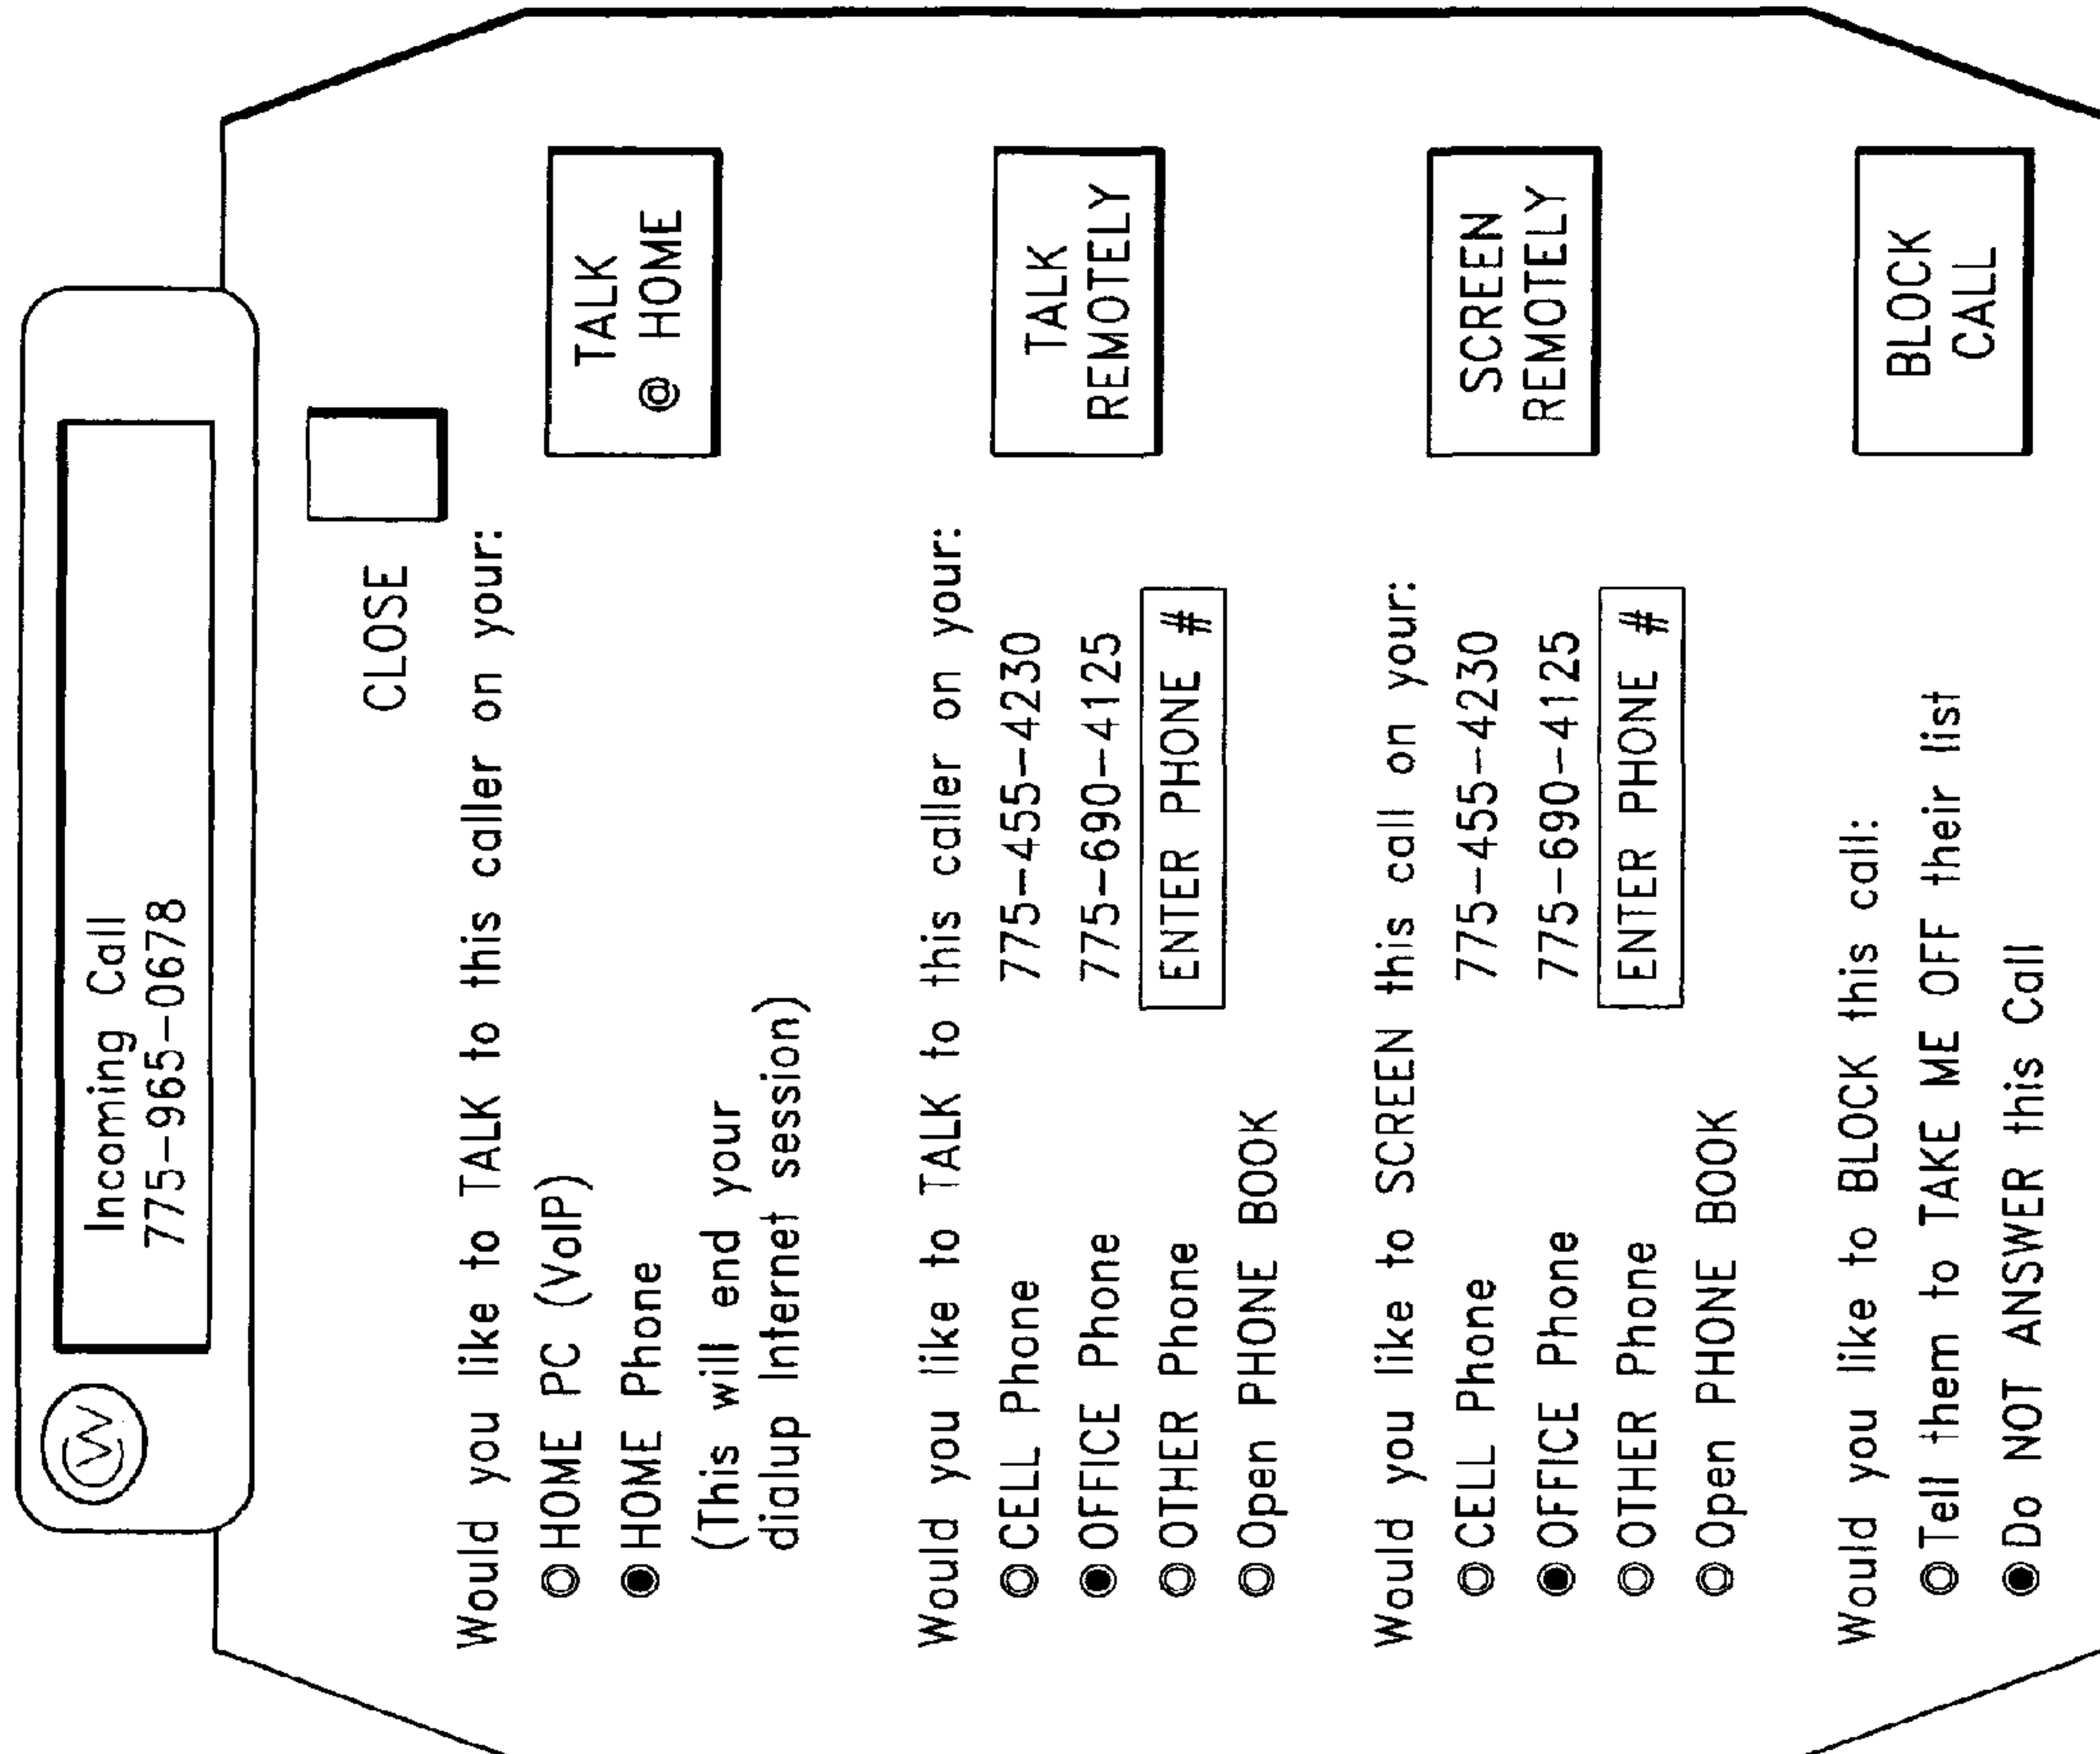 CW
Incoming Call
775-965-0678
CLOSE
Would you like to TALK to this caller on your:
HOME PC (VoIP)
HOME Phone
(This will end your
dialup Internet session)
TALK
@ HOME
Would you like to TALK to this caller on your:
CELL Phone 775-455-4230
OFFICE Phone 775-690-4125
OTHER Phone ENTER PHONE #
Open PHONE BOOK
TALK
REMOTELY
Would you like to SCREEN this call on your:
CELL Phone 775-455-4230
OFFICE Phone 775-690-4125
OTHER Phone ENTER PHONE #
Open PHONE BOOK
SCREEN
REMOTELY
Would you like to BLOCK this call:
Tell them to TAKE ME OFF their list
Do NOT ANSWER this Call
BLOCK
CALL